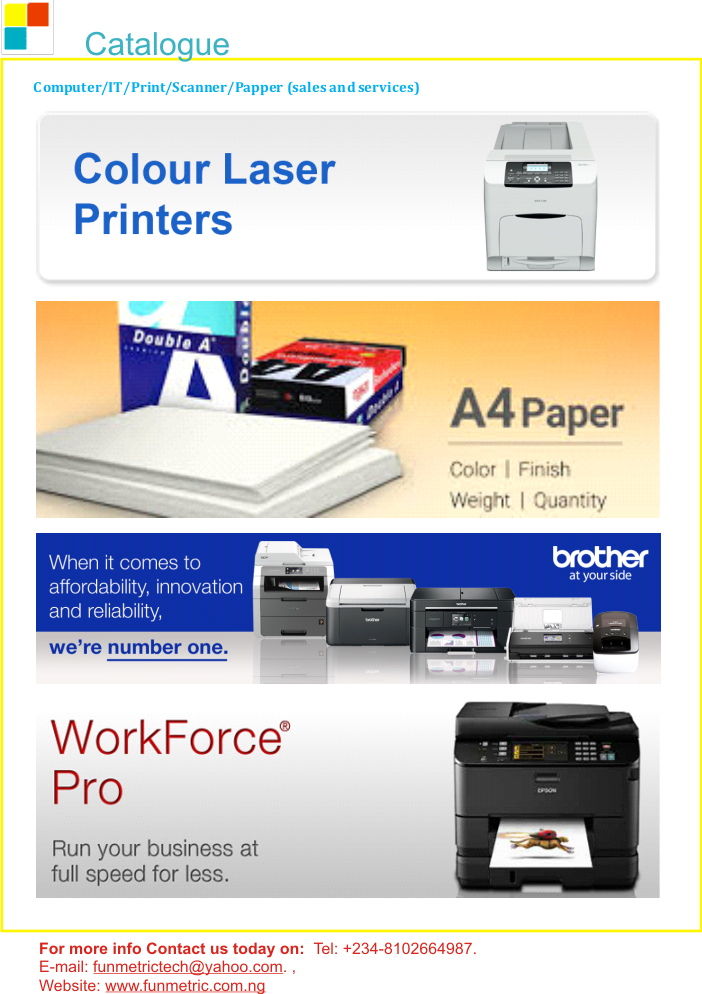 Catalogue
Computer/IT/Print/Scanner/Papper (sales and services)
Colour Laser
Printers
Double A
Double
Double A
A4 Paper
Color | Finish
Weight | Quantity
When it comes to
affordability, innovation
and reliability,
we're number one.
brother
at your side
brother
WorkForce®
Pro
EPSON
Run your business at
full speed for less.
For more info Contact us today on: Tel: +234-8102664987.
E-mail: funmetrictech@yahoo.com. ,
Website: www.funmetric.com.ng